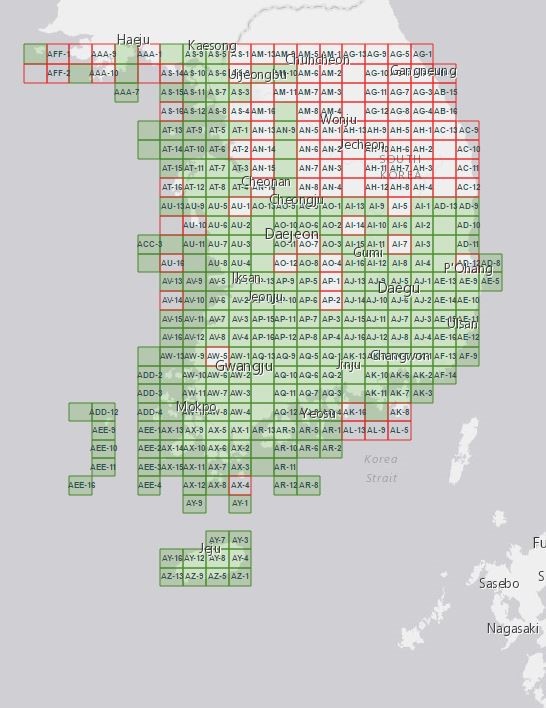 Haeju
Kaesong
AFF-1 AAA-9 AAA-1 AS-9 AS-5 AS-1 AM-13 AM-9 AM-5 AM-1 AG-13 AG-9 AG-5 AG-1
Chuncheon
Uijeongbu
Gangneung
AFF-2 AAA-10 AS-14 AS-10 AS-6 AM-10 AM-6 AM-2 AG-10
AAA-7 AS-15 AS-11 AS-7 AS-3 AM-11 AM-7 AM-3 AG-11 AG-7 AG-3 AB-15
AS-16 AS-12 AS-8 AS-4 AM-16 AM-8 AM-4 AG-12 AG-8 AG-4 AB-16
Wonju
AT-13 AT-9 AT-5 AT-1 AN-13 AN-9 AN-5 AN-1 AH-13 AH-9 AH-5 AH-1 AC-13 AC-9
Jecheon
AT-14 AT-10 AT-6 AT-2 AN-14 AN-6 AN-2 AH-10 AH-6 AH-2 AC-10
SOUTH
KOREA
AT-15 AT-11 AT-7 AT-3 AN-15 AN-7 AN-3 AH-11 AH-7 AH-3 AC-11
Cheonan
AT-16 AT-12 AT-8 AT-4 AN-16 AN-8 AN-4 AH-12 AH-8 AH-4 AC-12
Cheongju
AU-13 AU-9 AU-5 AU-1 AO-13 AO-9 AO-5 AO-1 AI-13 AI-9 AI-5 AI-1 AD-13 AD-9
AU-10 AU-6 AU-2 AO-10 AO-6 AO-2 AI-14 AI-10 AI-6 AI-2 AD-10
Daejeon
ACC-3 AU-11 AU-7 AU-3 AO-11 AO-7 AO-3 AI-15 AI-11 AI-7 AI-3 AD-11
Gumi
AU-16 AU-8 AU-4 AO-12 AO-8 AO-4 AI-16 AI-12 AI-8 AI-4 AD-12 AD-8
P'Ohang
Iksan
AV-13 AV-9 AV-5 AV-1 AP-13 AP-9 AP-5 AP-1 AJ-13 AJ-9 AJ-5 AJ-1 AE-13 AE-9 AE-5
Daegu
Jeonju
AV-14 AV-10 AV-6 AV-2 AP-10 AP-6 AP-2 AJ-14 AJ-10 AJ-6 AJ-2 AE-14 AE-10
AV-15 AV-11 AV-7 AV-3 AP-15 AP-11 AP-7 AP-3 AJ-15 AJ-11 AJ-7 AJ-3 AE-15 AE-11
Ulsan
AV-16 AV-12 AV-8 AV-4 AP-16 AP-12 AP-8 AP-4 AJ-16 AJ-12 AJ-8 AJ-4 AE-16 AE-12
AW-13 AW-9 AW-5 AW-1 AQ-13 AQ-9 AQ-5 AQ-1 AK-13 AF-13 AF-9
Changwon
Gwangju
Jinju
ADD-2 AW-10 AW-6 AW-2 AQ-10 AQ-6 AQ-2 AK-10 AK-6 AK-2 AF-14
ADD-3 AW-11 AW-7 AW-3 AQ-11 AQ-7 AQ-3 AK-11 AK-7 AK-3
Mokpo
Yeosu
ADD-12 ADD-4 AW-8 AW-4 AQ-12 AQ-4 AK-16 AK-8
AEE-9 AEE-1 AX-13 AX-9 AX-5 AX-1 AR-13 AR-9 AR-5 AR-1 AL-13 AL-9 AL-5
AEE-10 AEE-2 AX-14 AX-10 AX-6 AX-2 AR-10 AR-6 AR-2
AEE-11 AEE-3 AX-15 AX-11 AX-7 AX-3 AR-11
Korea
Strait
AEE-16 AEE-4 AX-12 AX-8 AX-4 AR-12 AR-8
AY-9 AY-1
AY-7 AY-3
Jeju
AY-16 AY-12 AY-8 AY-4
AZ-13 AZ-9 AZ-5 AZ-1
Fu
Sasebo
S
Nagasaki